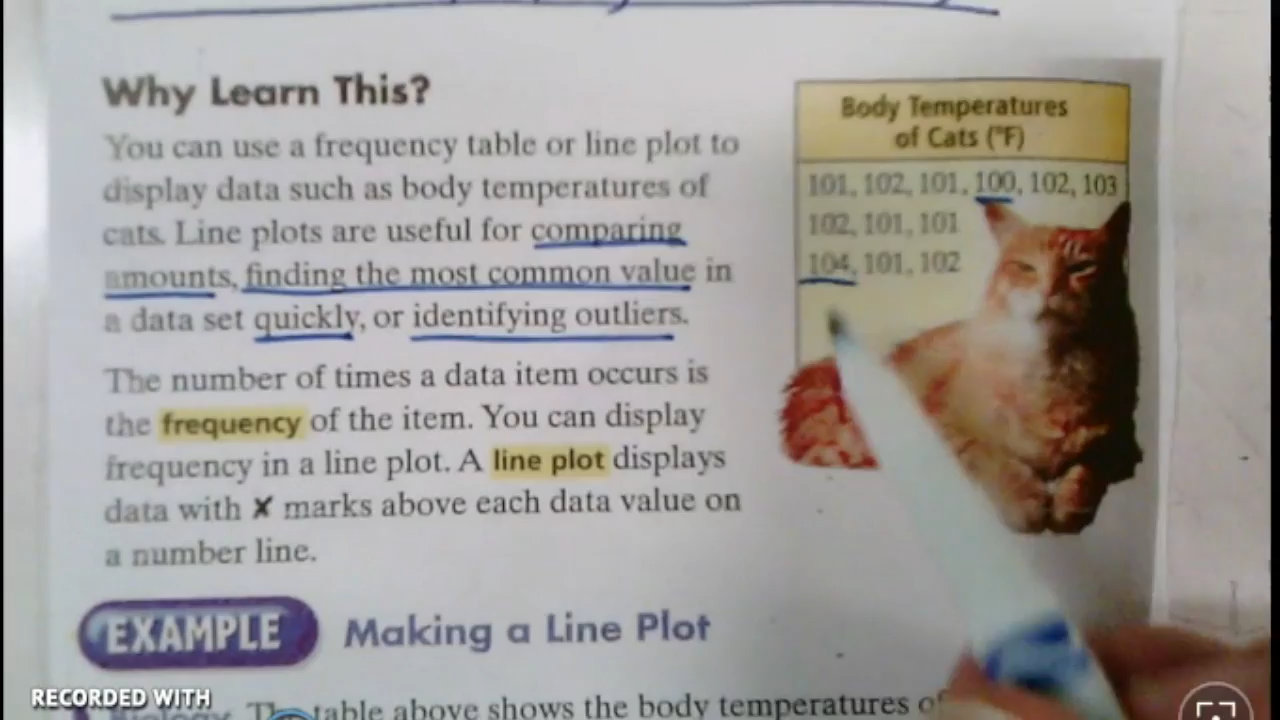 Why Learn This?
You can use a frequency table or line plot to
display data such as body temperatures of
cats. Line plots are useful for comparing
amounts, finding the most common value in
a data set quickly, or identifying outliers.
The number of times a data item occurs is
the frequency of the item. You can display
frequency in a line plot. A line plot displays
data with ✗ marks above each data value on
a number line.
Body Temperatures
of Cats (°F)
101, 102, 101, 100, 102, 103
102, 101, 101
104, 101, 102
EXAMPLE Making a Line Plot
Biology The table above shows the body temperatures of
RECORDED WITH